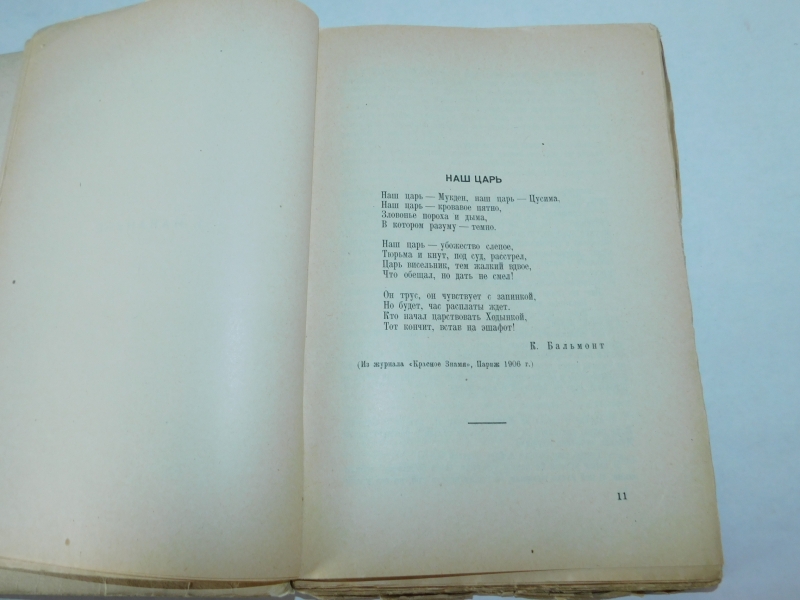 НАШ ЦАРЬ
Наш царь — Мукден, наш царь — Цусима.
Наш царь — кровавое пятно,
Зловонье пороха и дыма,
В котором разуму — темно.
Наш царь — убожество слепое,
Тюрьма и кнут, под суд, расстрел,
Царь висельник, тем жалкий вдвое,
Что обещал, но дать не смел!
Он трус, он чувствует с запинкой,
Но будет, час расплаты ждет.
Кто начал царствовать Ходынкой,
Тот кончит, встав на эшафот!
К. Бальмонт
(Из журнала «Красное Знамя», Париж 1906 г.)
11